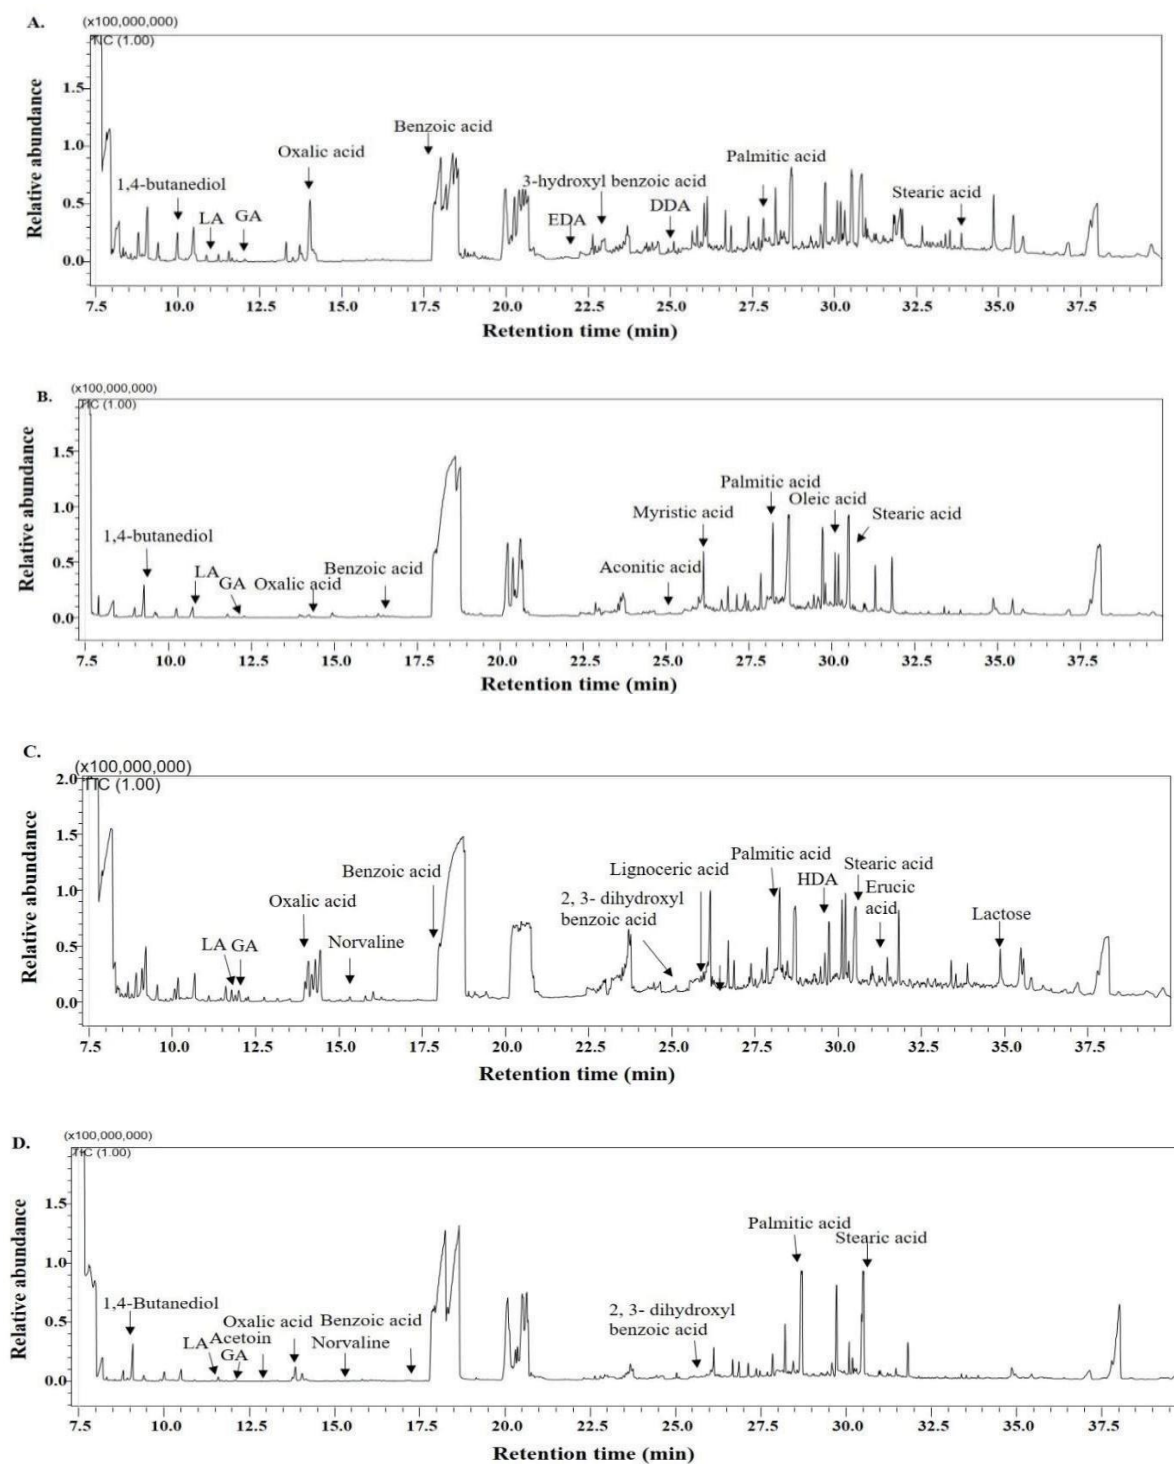 A.
(x100,000,000)
TIC (1.00)
Relative abundance
1.5
1.0
0.5
0.0
1,4-butanediol
LA
GA
Oxalic acid
Benzoic acid
EDA
3-hydroxyl benzoic acid
DDA
Palmitic acid
Stearic acid
7.5 10.0 12.5 15.0 17.5 20.0 22.5 25.0 27.5 30.0 32.5 35.0 37.5
Retention time (min)
B.
(x100,000,000)
TIC (1.00)
Relative abundance
1.5
1.0
0.5
0.0
1,4-butanediol
LA
GA
Oxalic acid
Benzoic acid
Aconitic acid
Myristic acid
Palmitic acid
Oleic acid
Stearic acid
7.5 10.0 12.5 15.0 17.5 20.0 22.5 25.0 27.5 30.0 32.5 35.0 37.5
Retention time (min)
C.
(x100,000,000)
TIC (1.00)
Relative abundance
2.0
1.5
1.0
0.5
0.0
LA GA
Oxalic acid
Norvaline
Benzoic acid
2, 3- dihydroxyl
benzoic acid
Lignoceric acid
Palmitic acid
HDA
Stearic acid
Erucic
acid
Lactose
7.5 10.0 12.5 15.0 17.5 20.0 22.5 25.0 27.5 30.0 32.5 35.0 37.5
Retention time (min)
D.
(x100,000,000)
TIC (1.00)
Relative abundance
1.5
1.0
0.5
0.0
1,4-Butanediol
LA
Acetoin
GA
Oxalic acid
Norvaline
Benzoic acid
2, 3- dihydroxyl
benzoic acid
Palmitic acid
Stearic acid
7.5 10.0 12.5 15.0 17.5 20.0 22.5 25.0 27.5 30.0 32.5 35.0 37.5
Retention time (min)